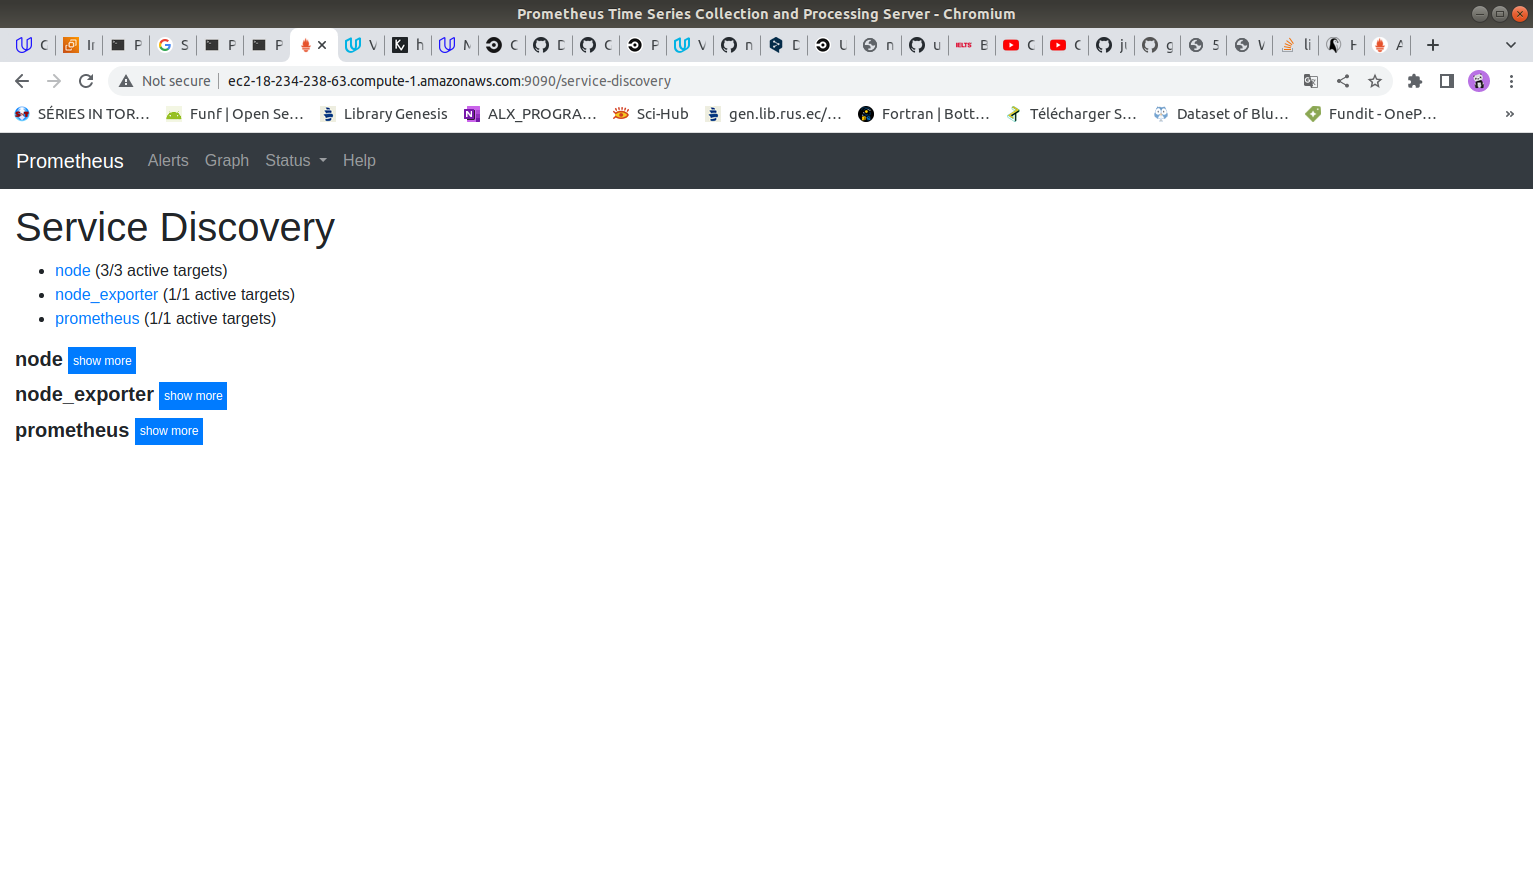 Prometheus Time Series Collection and Processing Server - Chromium
Not secure ec2-18-234-238-63.compute-1.amazonaws.com:9090/service-discovery
SÉRIES IN TOR... Funf | Open Se... Library Genesis ALX_PROGRA... Sci-Hub gen.lib.rus.ec/... Fortran | Bott... Télécharger S... Dataset of Blu... Fundit - OneP... »
Prometheus Alerts Graph Status Help
Service Discovery
• node (3/3 active targets)
• node_exporter (1/1 active targets)
• prometheus (1/1 active targets)
node show more
node_exporter show more
prometheus show more